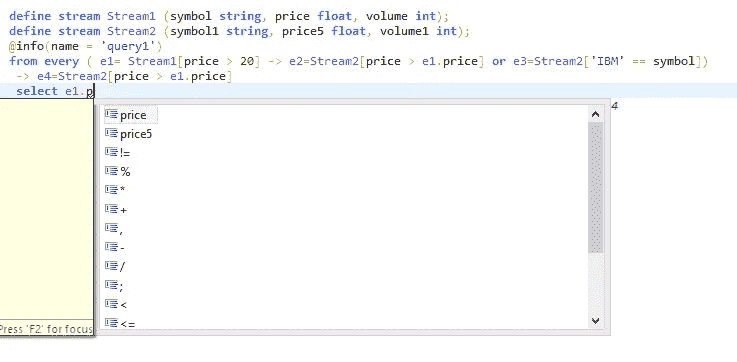 define stream Stream1 (symbol string, price float, volume int);
define stream Stream2 (symbol1 string, price5 float, volume1 int);
@info(name = 'query1')
from every ( e1= Stream1[price > 20] -> e2=Stream2[price > e1.price] or e3=Stream2['IBM' == symbol])
-> e4=Stream2[price > e1.price]
select e1.p
4
price
price5
!=
%
*
+
,
-
/
;
<
<=
Press 'F2' for focus